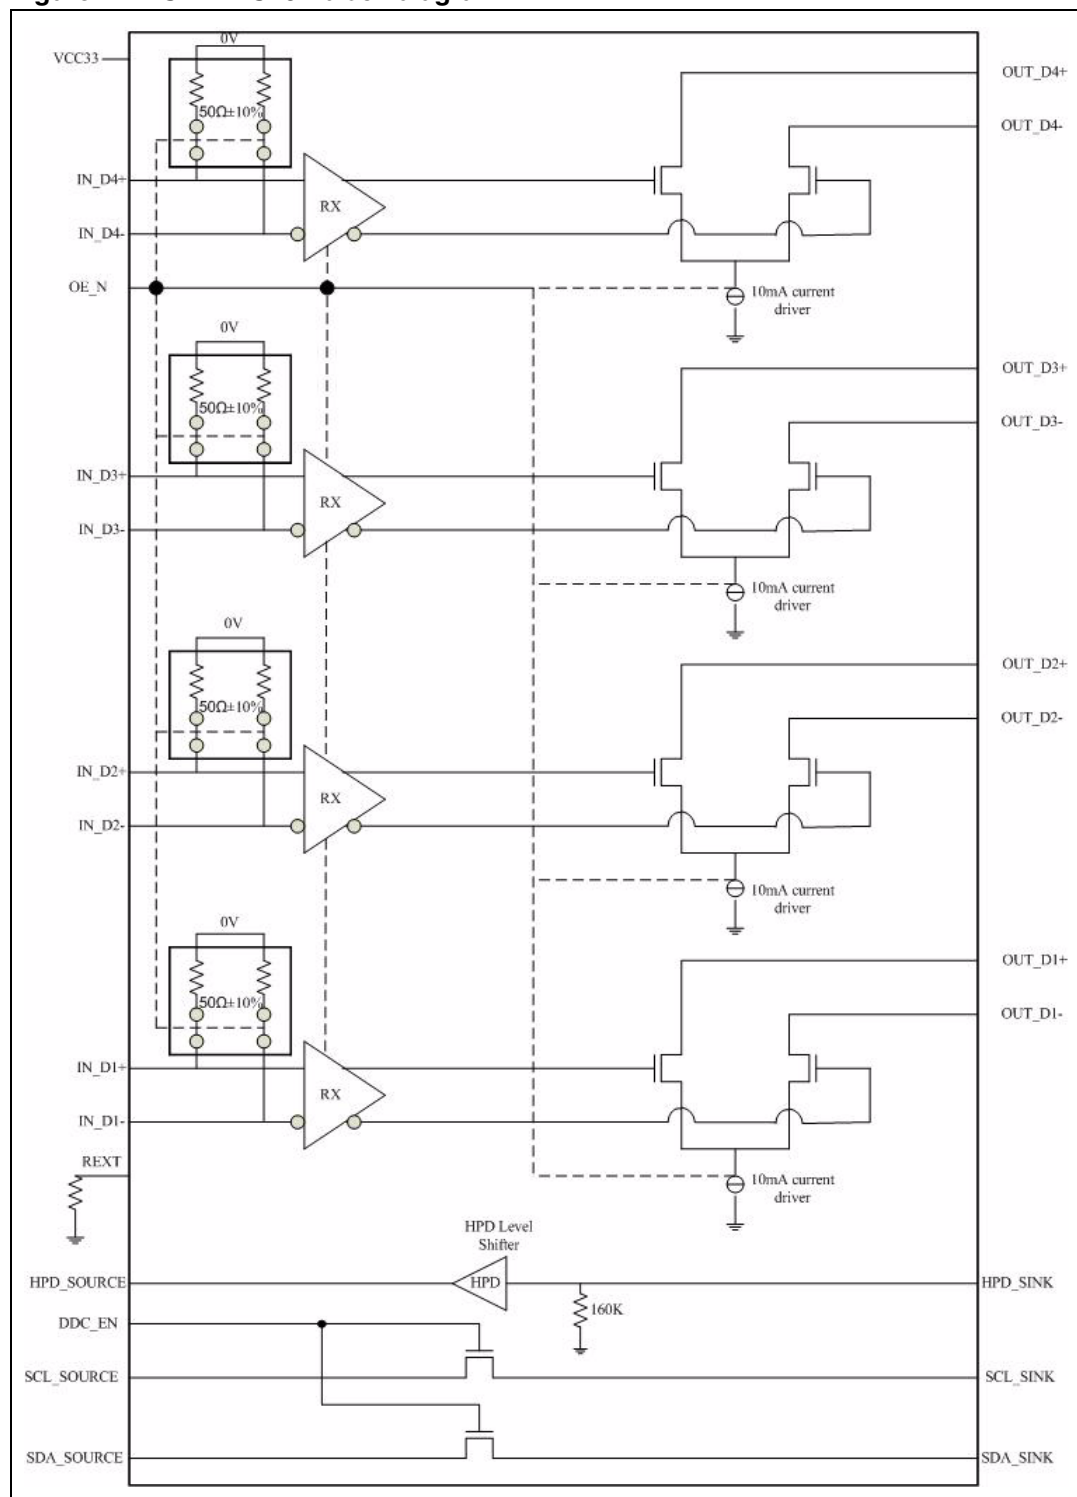 0V
VCC33
OUT_D4+
50Ω±10%
OUT_D4-
IN_D4+
RX
IN_D4-
OE_N
10mA current
driver
0V
OUT_D3+
50Ω±10%
OUT_D3-
IN_D3+
RX
IN_D3-
10mA current
driver
0V
OUT_D2+
50Ω±10%
OUT_D2-
IN_D2+
RX
IN_D2-
10mA current
driver
0V
OUT_D1+
50Ω±10%
OUT_D1-
IN_D1+
RX
IN_D1-
REXT
10mA current
driver
HPD Level
Shifter
HPD_SOURCE
HPD
HPD_SINK
160K
DDC_EN
SCL_SOURCE
SCL_SINK
SDA_SOURCE
SDA_SINK